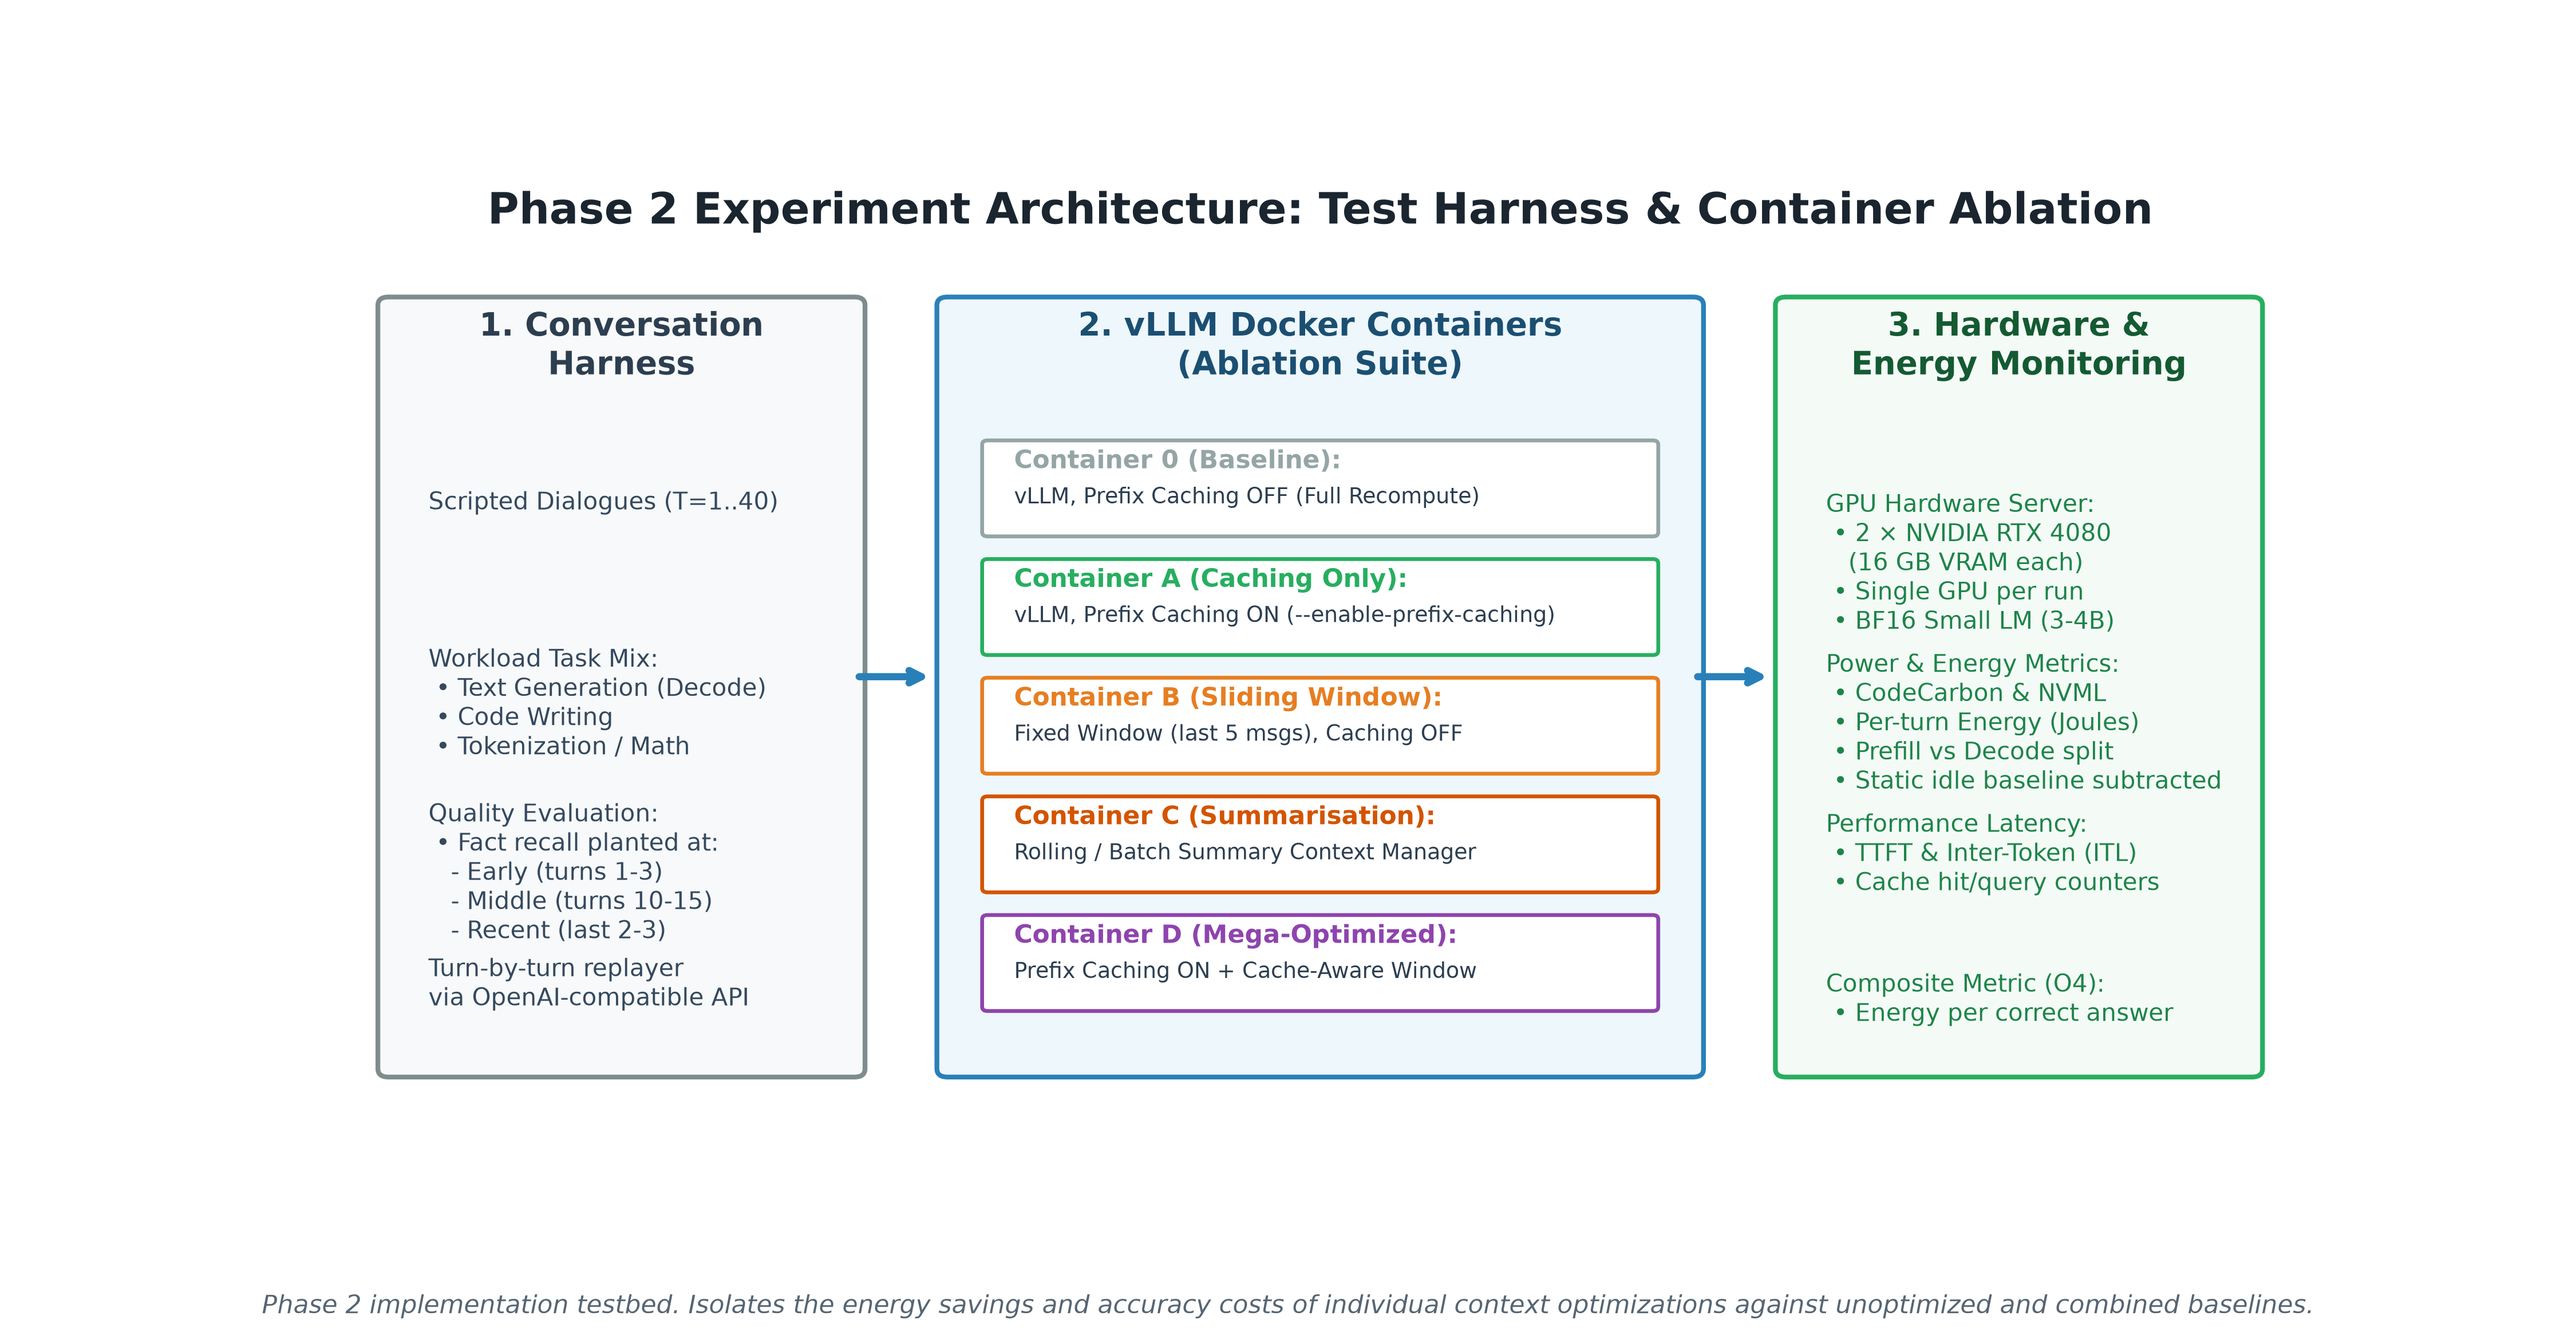 Phase 2 Experiment Architecture: Test Harness & Container Ablation
1. Conversation
Harness
Scripted Dialogues (T=1..40)
Workload Task Mix:
• Text Generation (Decode)
• Code Writing
• Tokenization / Math
Quality Evaluation:
• Fact recall planted at:
- Early (turns 1-3)
- Middle (turns 10-15)
- Recent (last 2-3)
Turn-by-turn replayer
via OpenAI-compatible API
2. vLLM Docker Containers
(Ablation Suite)
Container 0 (Baseline):
vLLM, Prefix Caching OFF (Full Recompute)
Container A (Caching Only):
vLLM, Prefix Caching ON (--enable-prefix-caching)
Container B (Sliding Window):
Fixed Window (last 5 msgs), Caching OFF
Container C (Summarisation):
Rolling / Batch Summary Context Manager
Container D (Mega-Optimized):
Prefix Caching ON + Cache-Aware Window
3. Hardware &
Energy Monitoring
GPU Hardware Server:
• 2 × NVIDIA RTX 4080
(16 GB VRAM each)
• Single GPU per run
• BF16 Small LM (3-4B)
Power & Energy Metrics:
• CodeCarbon & NVML
• Per-turn Energy (Joules)
• Prefill vs Decode split
• Static idle baseline subtracted
Performance Latency:
• TTFT & Inter-Token (ITL)
• Cache hit/query counters
Composite Metric (O4):
• Energy per correct answer
Phase 2 implementation testbed. Isolates the energy savings and accuracy costs of individual context optimizations against unoptimized and combined baselines.